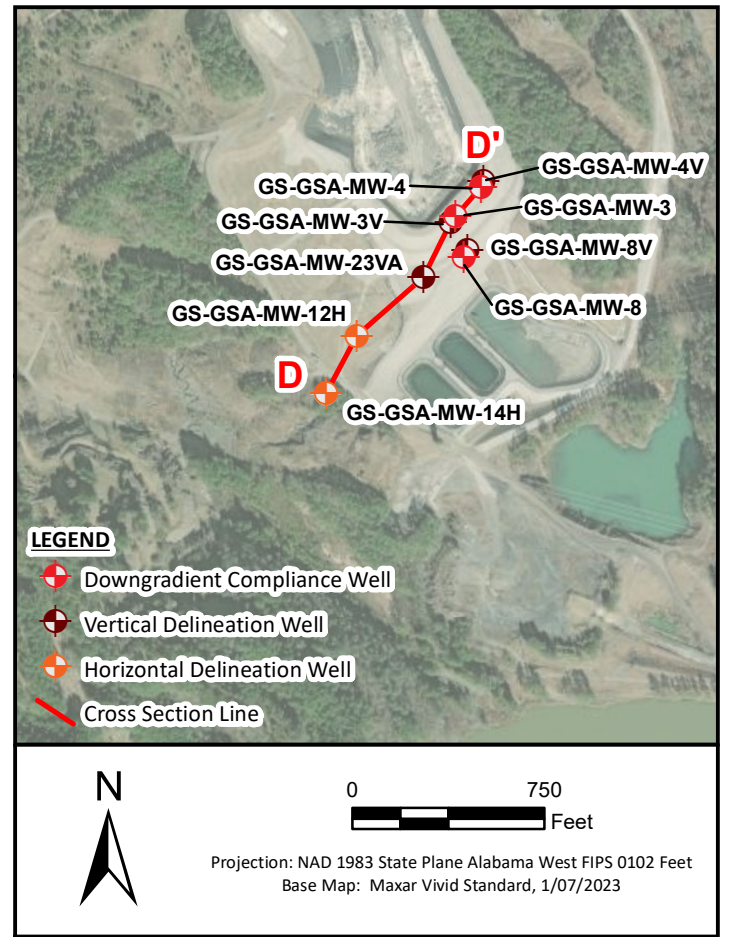 D'
GS-GSA-MW-4V
GS-GSA-MW-4
GS-GSA-MW-3
GS-GSA-MW-3V
GS-GSA-MW-8V
GS-GSA-MW-23VA
GS-GSA-MW-8
GS-GSA-MW-12H
D
GS-GSA-MW-14H
LEGEND
Downgradient Compliance Well
Vertical Delineation Well
Horizontal Delineation Well
Cross Section Line
N
0 750
Feet
Projection: NAD 1983 State Plane Alabama West FIPS 0102 Feet
Base Map: Maxar Vivid Standard, 1/07/2023